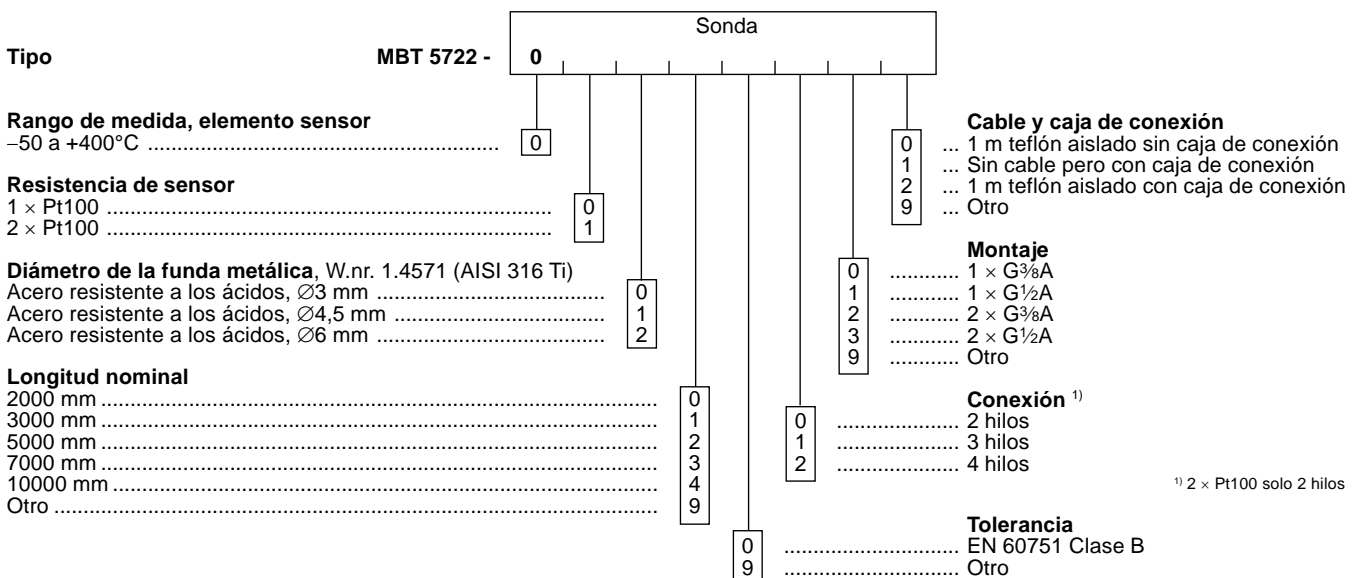 Sonda
Tipo MBT 5722 - 0
Rango de medida, elemento sensor
–50 a +400°C .................................................... 0
Resistencia de sensor
1 × Pt100 .................................................................. 0
2 × Pt100 .................................................................. 1
Diámetro de la funda metálica, W.nr. 1.4571 (AISI 316 Ti)
Acero resistente a los ácidos, ∅3 mm .................................. 0
Acero resistente a los ácidos, ∅4,5 mm ............................... 1
Acero resistente a los ácidos, ∅6 mm .................................. 2
Longitud nominal
2000 mm ................................................................................... 0
3000 mm ................................................................................... 1
5000 mm ................................................................................... 2
7000 mm ................................................................................... 3
10000 mm ................................................................................. 4
Otro .......................................................................................... 9
Cable y caja de conexión
0 ... 1 m teflón aislado sin caja de conexión
1 ... Sin cable pero con caja de conexión
2 ... 1 m teflón aislado con caja de conexión
9 ... Otro
Montaje
0 ............ 1 × G⅜A
1 ............ 1 × G½A
2 ............ 2 × G⅜A
3 ............ 2 × G½A
9 ............ Otro
Conexión 1)
0 ..................... 2 hilos
1 ..................... 3 hilos
2 ..................... 4 hilos
1) 2 × Pt100 solo 2 hilos
Tolerancia
0 .............................. EN 60751 Clase B
9 .............................. Otro